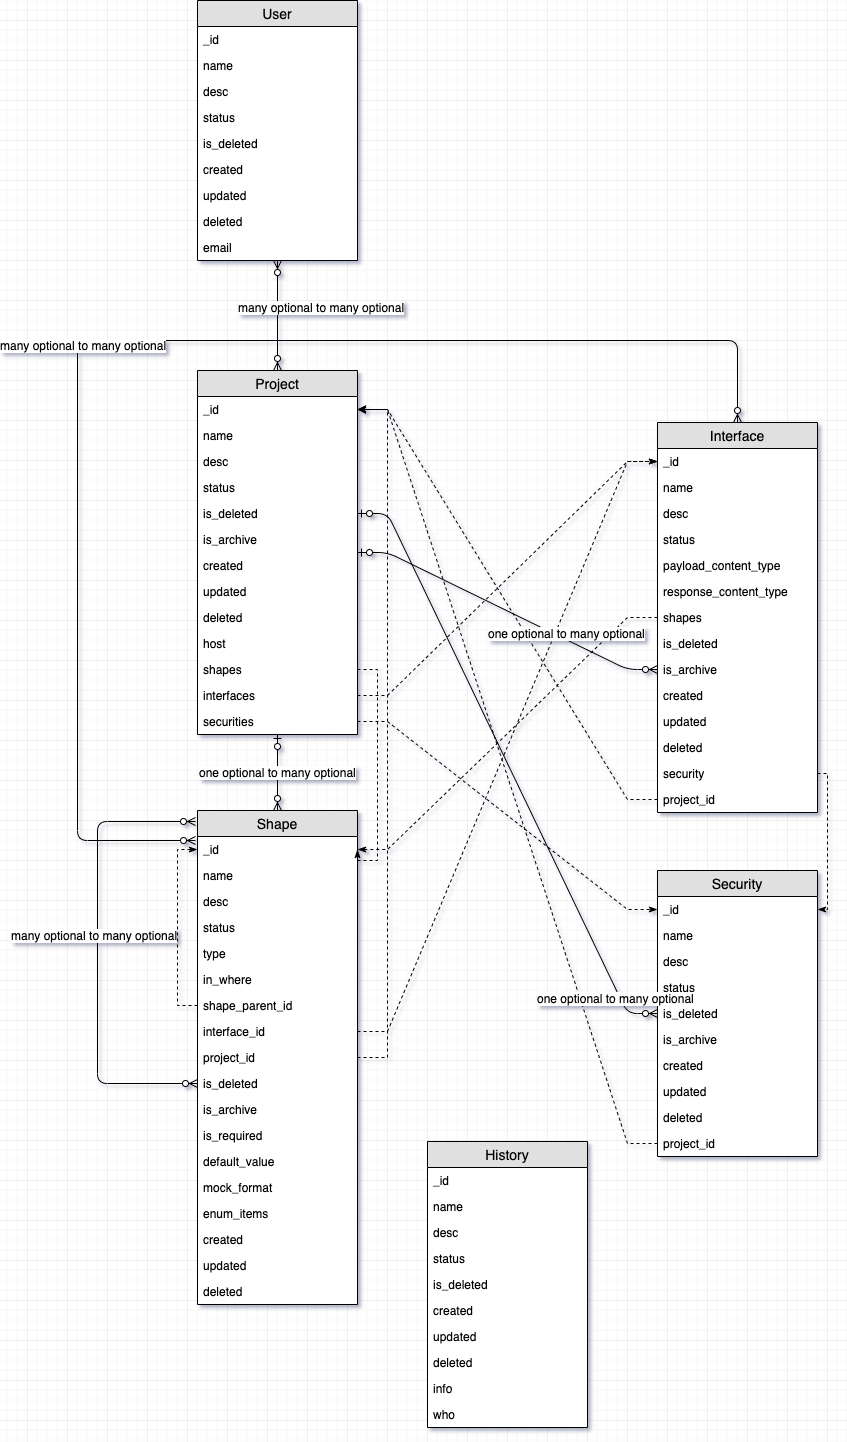 User
_id
name
desc
status
is_deleted
created
updated
deleted
email
many optional to many optional
many optional to many optional
Project
_id
name
desc
status
is_deleted
is_archive
created
updated
deleted
host
shapes
interfaces
securities
Interface
_id
name
desc
status
payload_content_type
response_content_type
shapes
is_deleted
is_archive
created
updated
deleted
security
project_id
one optional to many optional
one optional to many optional
Shape
_id
name
desc
status
type
in_where
shape_parent_id
interface_id
project_id
is_deleted
is_archive
is_required
default_value
mock_format
enum_items
created
updated
deleted
many optional to many optional
Security
_id
name
desc
status
is_deleted
is_archive
created
updated
deleted
project_id
one optional to many optional
History
_id
name
desc
status
is_deleted
created
updated
deleted
info
who